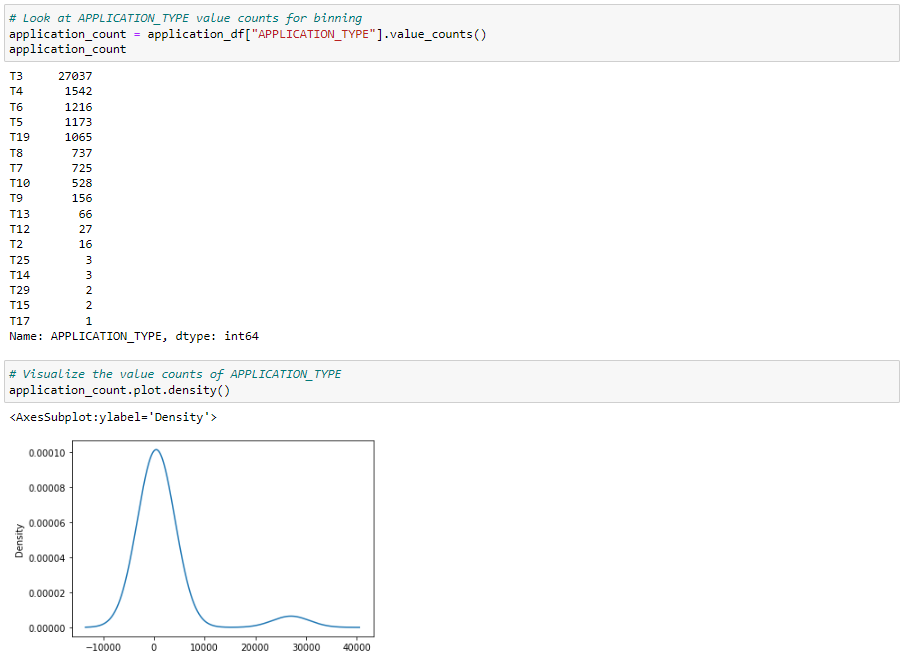 # Look at APPLICATION_TYPE value counts for binning
application_count = application_df["APPLICATION_TYPE"].value_counts()
application_count
T3 27037
T4 1542
T6 1216
T5 1173
T19 1065
T8 737
T7 725
T10 528
T9 156
T13 66
T12 27
T2 16
T25 3
T14 3
T29 2
T15 2
T17 1
Name: APPLICATION_TYPE, dtype: int64
# Visualize the value counts of APPLICATION_TYPE
application_count.plot.density()
<AxesSubplot:ylabel='Density'>
0.00010
0.00008
0.00006
0.00004
0.00002
0.00000
Density
−10000 0 10000 20000 30000 40000